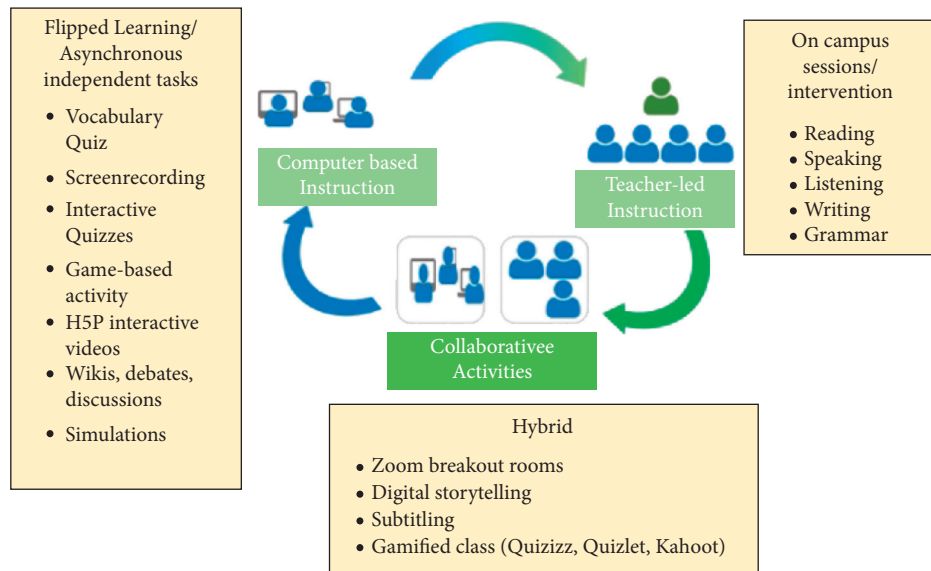 Flipped Learning/
Asynchronous
independent tasks
• Vocabulary
Quiz
• Screenrecording
• Interactive
Quizzes
• Game-based
activity
• H5P interactive
videos
• Wikis, debates,
discussions
• Simulations
Computer based
Instruction
Teacher-led
Instruction
Collaborativee
Activities
On campus
sessions/
intervention
• Reading
• Speaking
• Listening
• Writing
• Grammar
Hybrid
• Zoom breakout rooms
• Digital storytelling
• Subtitling
• Gamified class (Quizizz, Quizlet, Kahoot)